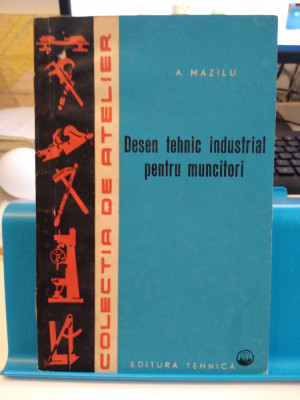 COLECȚIA DE ATELIER
A. MAZILU
Desen tehnic industrial
pentru muncitori
EDITURA TEHNICĂ